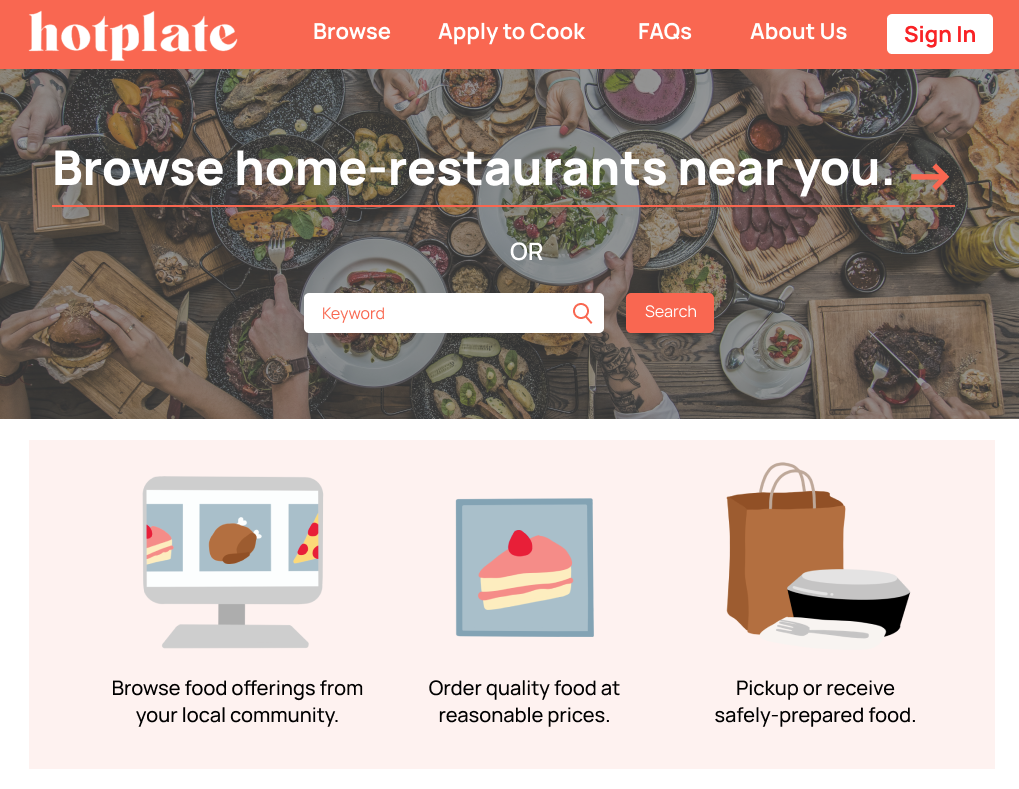 hotplate Browse Apply to Cook FAQs About Us Sign In
Browse home-restaurants near you.
OR
Keyword Search
Browse food offerings from
your local community.
Order quality food at
reasonable prices.
Pickup or receive
safely-prepared food.